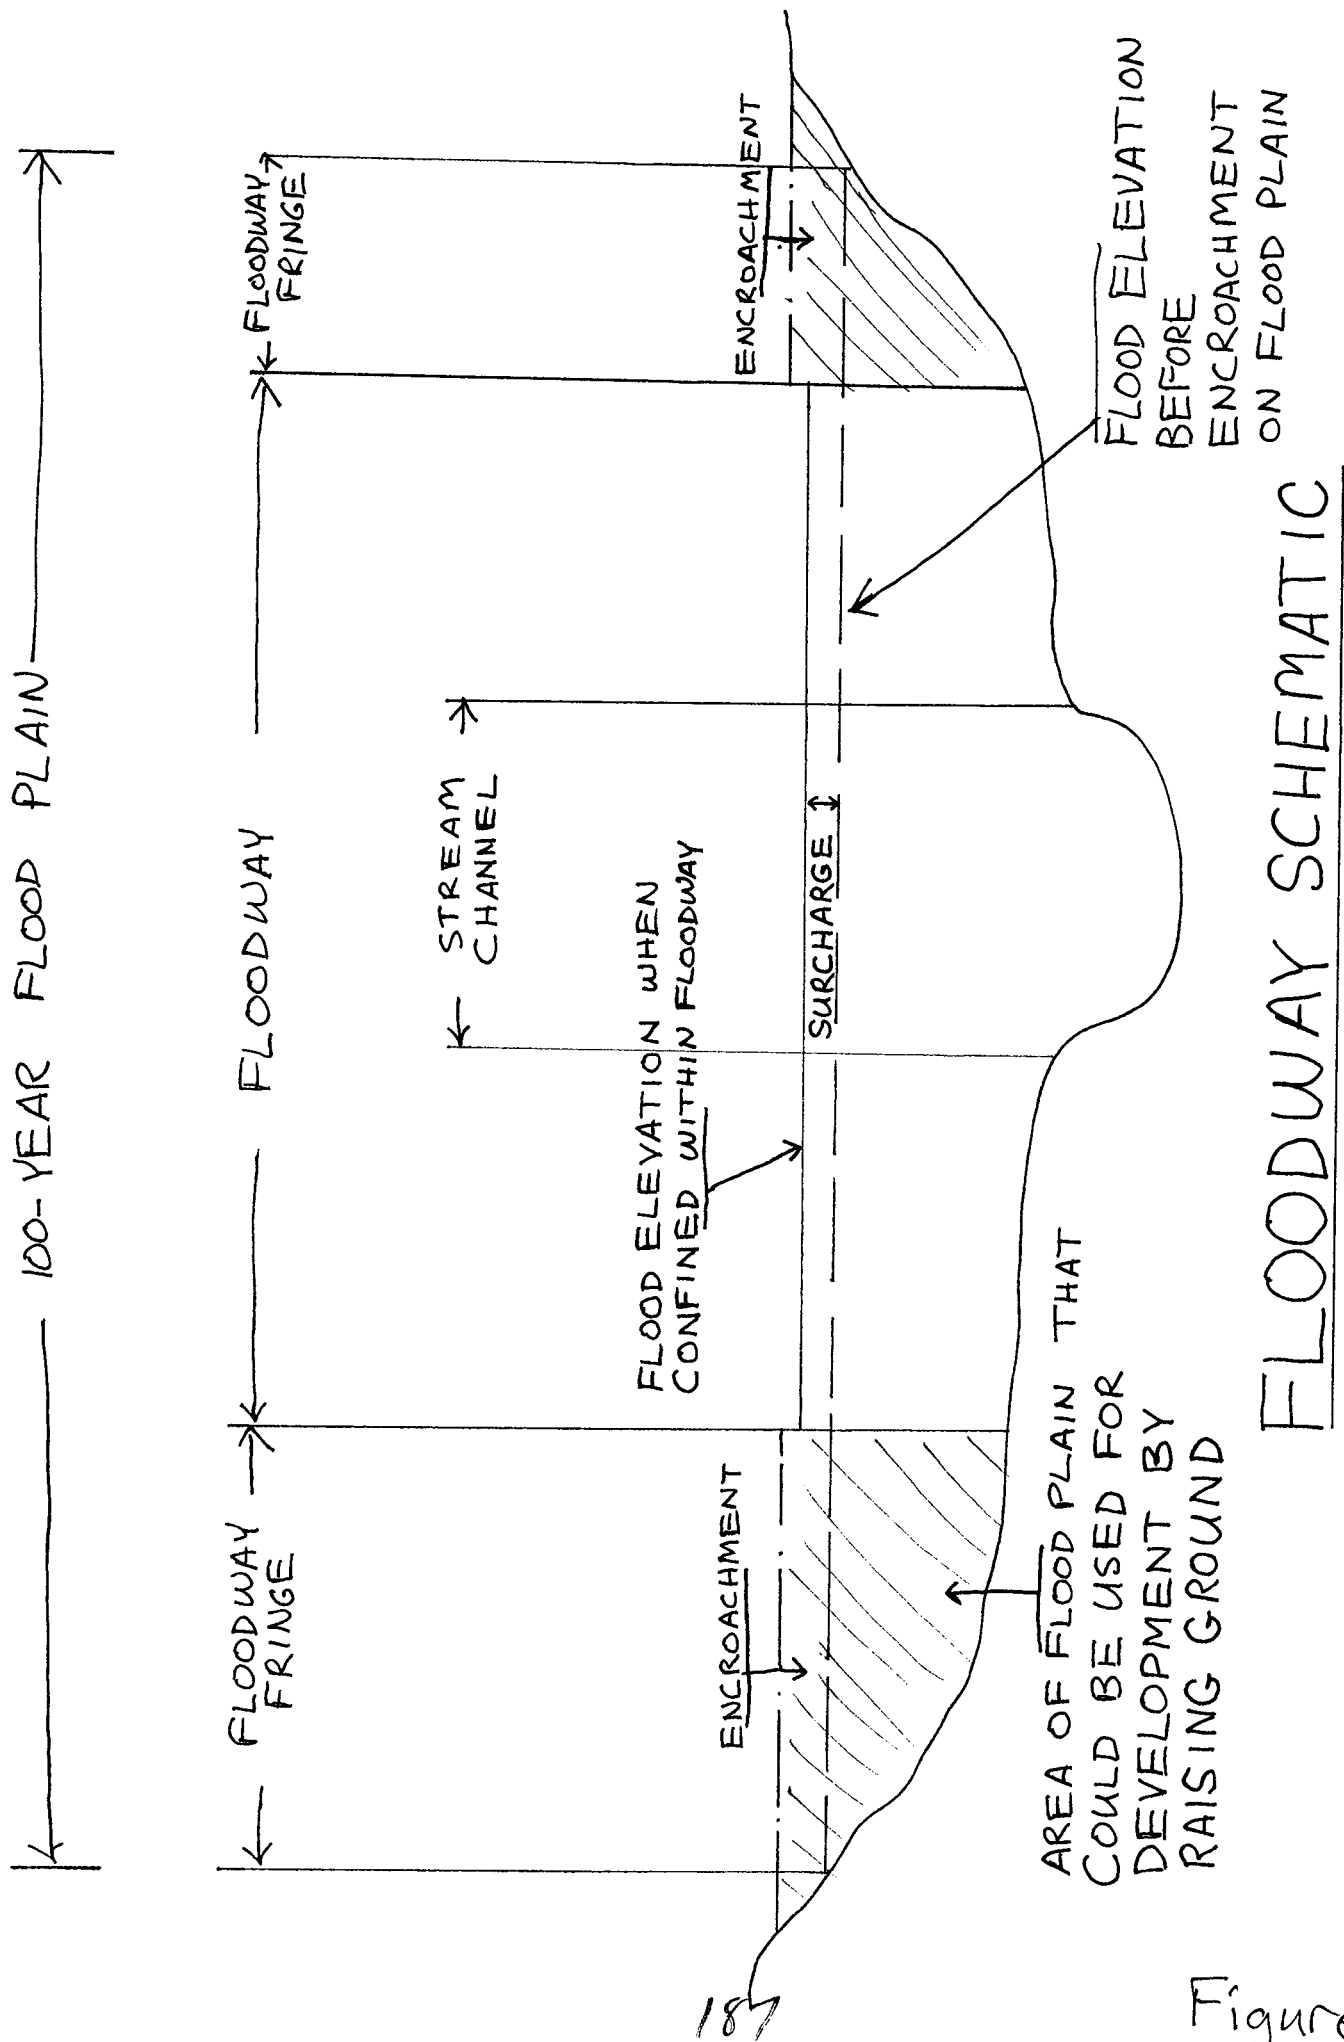 100-YEAR FLOOD PLAIN
FLOODWAY
FRINGE
FLOODWAY
FLOODWAY
FRINGE
STREAM
CHANNEL
FLOOD ELEVATION WHEN
CONFINED WITHIN FLOODWAY
ENCROACHMENT
SURCHARGE
ENCROACHMENT
AREA OF FLOOD PLAIN THAT
COULD BE USED FOR
DEVELOPMENT BY
RAISING GROUND
FLOOD ELEVATION
BEFORE
ENCROACHMENT
ON FLOOD PLAIN
FLOODWAY SCHEMATIC
187
Figure